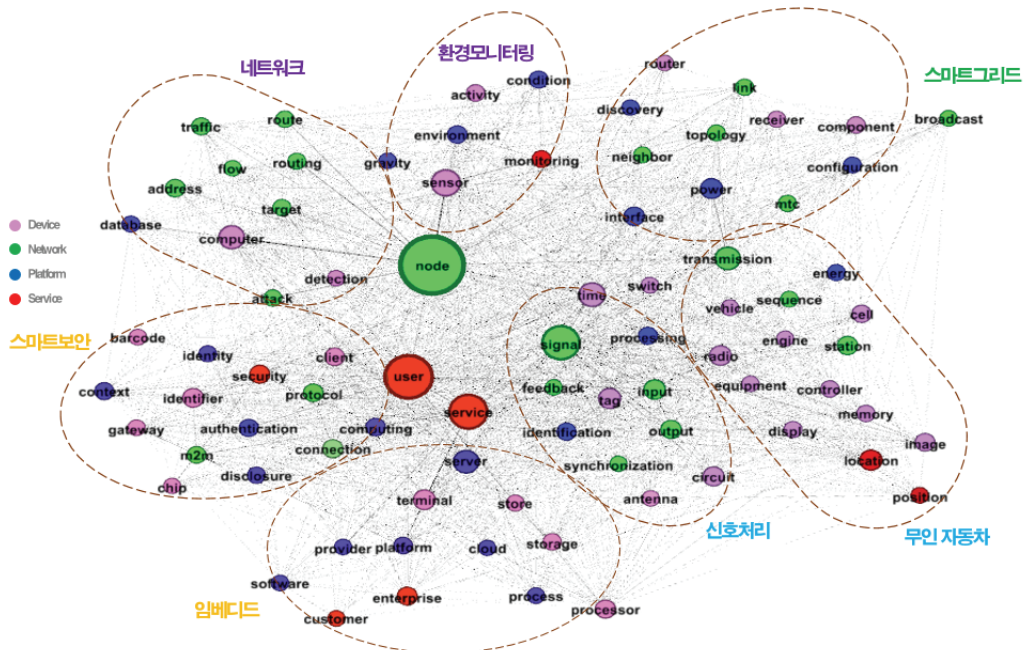 네트워크
환경모니터링
스마트그리드
condition
activity
router
link
discovery
receiver
component
broadcast
traffic
route
environment
topology
flow
routing
gravity
monitoring
neighbor
configuration
address
sensor
power
target
mtc
database
computer
interface
Device
Network
Platform
Service
node
transmission
detection
switch
energy
attack
time
vehicle
sequence
cell
스마트보안
barcode
identity
client
signal
processing
engine
station
radio
security
user
context
identifier
protocol
feedback
tag
input
equipment
controller
service
memory
gateway
authentication
computing
identification
output
display
image
m2m
connection
server
synchronization
location
disclosure
circuit
chip
terminal
store
antenna
position
신호처리
무인 자동차
provider
platform
cloud
storage
software
임베디드
enterprise
process
customer
processor